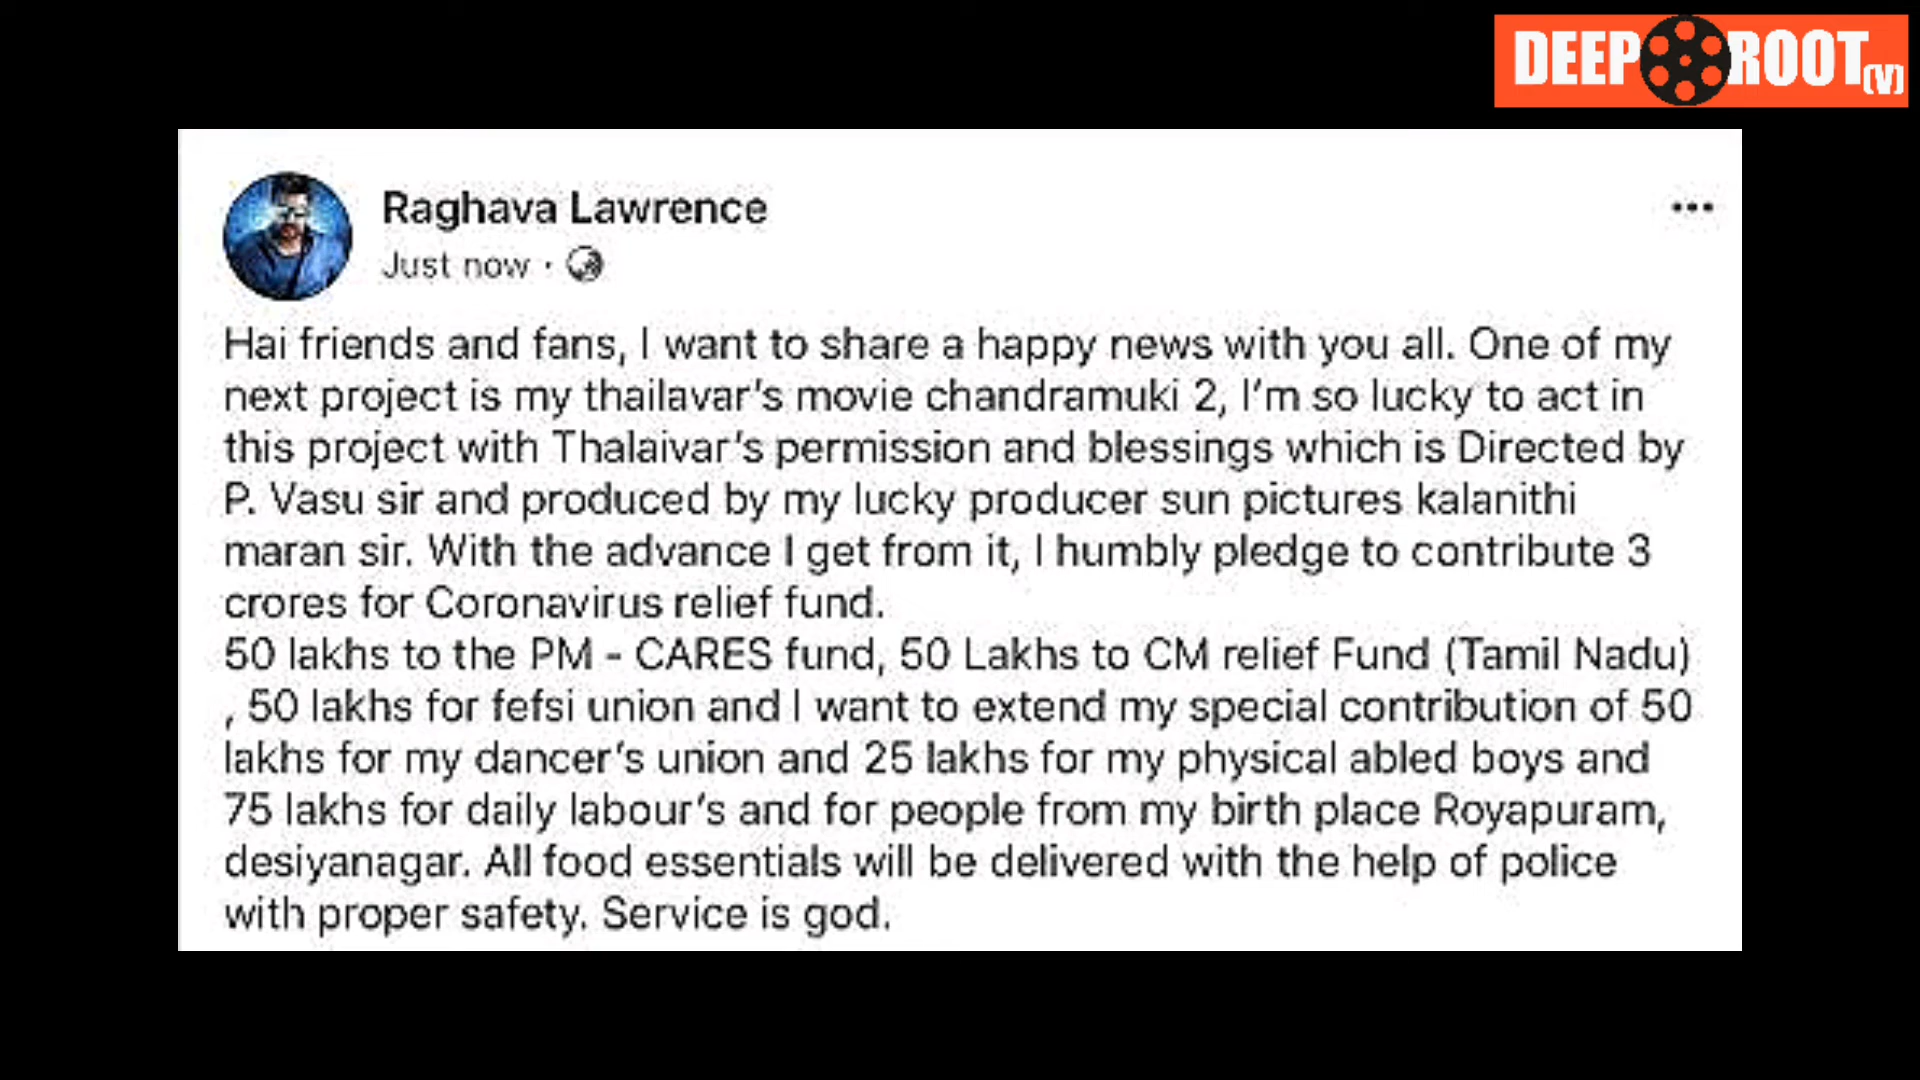 DEEP ROOT(V)
Raghava Lawrence
Just now ·
Hai friends and fans, I want to share a happy news with you all. One of my
next project is my thailavar's movie chandramuki 2, I'm so lucky to act in
this project with Thalaivar's permission and blessings which is Directed by
P. Vasu sir and produced by my lucky producer sun pictures kalanithi
maran sir. With the advance I get from it, I humbly pledge to contribute 3
crores for Coronavirus relief fund.
50 lakhs to the PM - CARES fund, 50 Lakhs to CM relief Fund (Tamil Nadu)
, 50 lakhs for fefsi union and I want to extend my special contribution of 50
lakhs for my dancer's union and 25 lakhs for my physical abled boys and
75 lakhs for daily labour's and for people from my birth place Royapuram,
desiyanagar. All food essentials will be delivered with the help of police
with proper safety. Service is god.